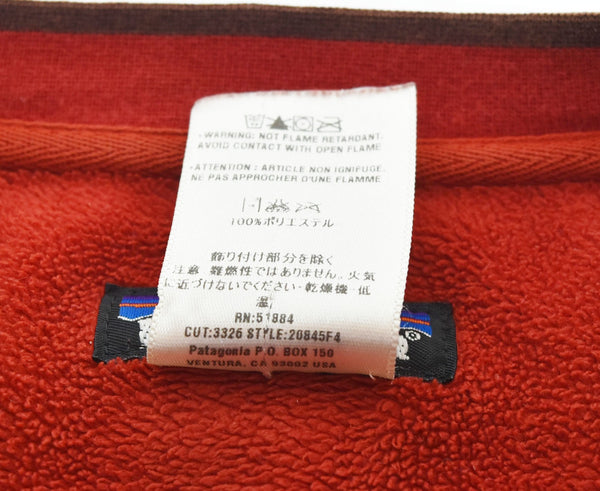 WARNING: NOT FLAME RETARDANT.
AVOID CONTACT WITH OPEN FLAME
ATTENTION : ARTICLE NON IGNIFUGE.
NE PAS APPROCHER D'UNE FLAMME
100%ポリエステル
飾り付け部分を除く
注意 難燃性ではありません。火気
に近づけないでください・乾燥機-低
温
RN:51884
CUT:3326 STYLE:20845F4
Patagonia P.O. BOX 150
VENTURA, CA 93002 USA